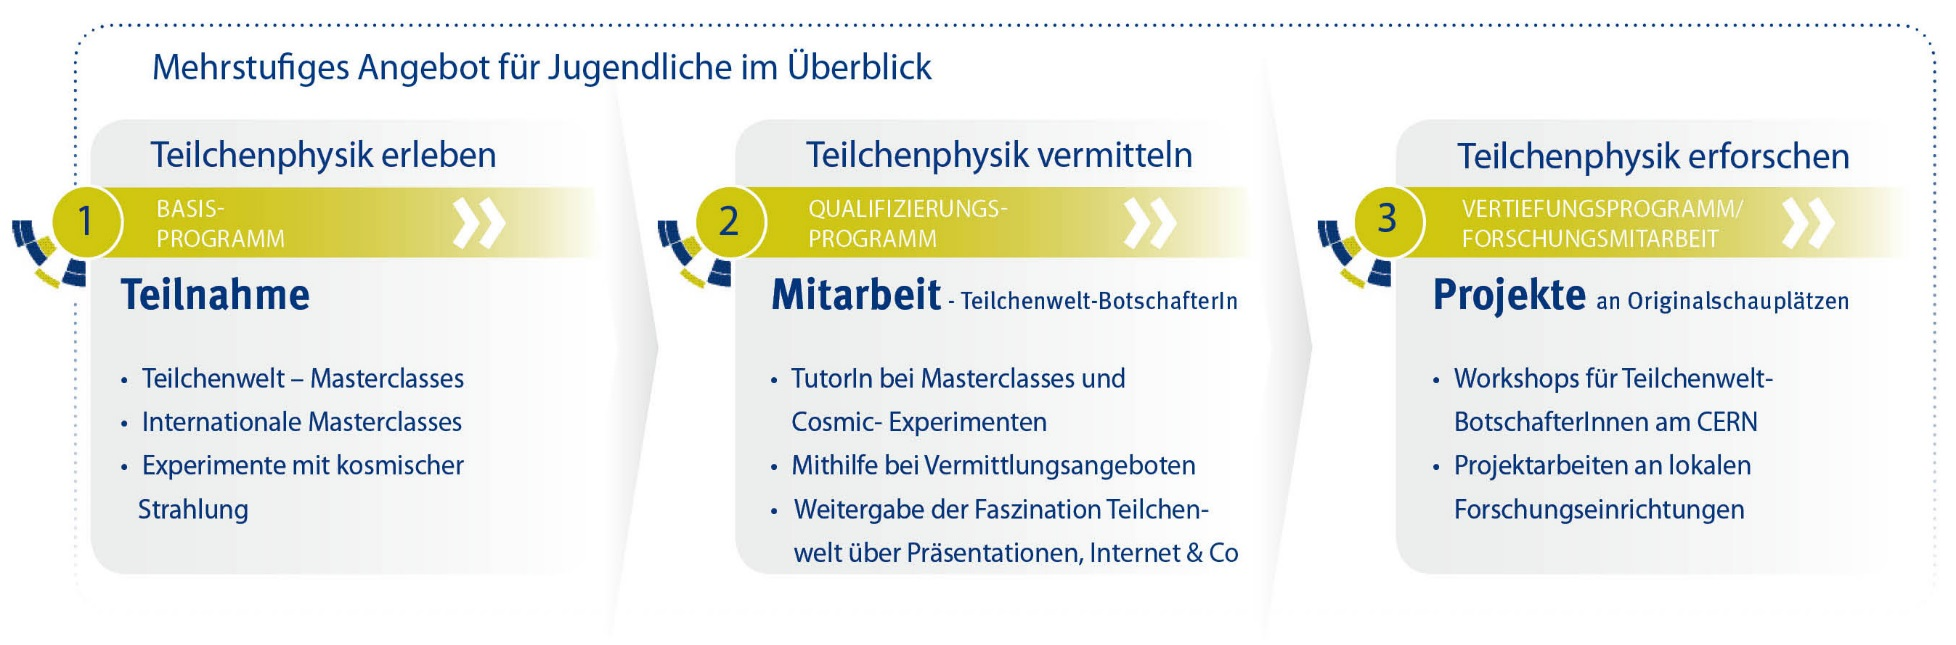 Mehrstufiges Angebot für Jugendliche im Überblick
Teilchenphysik erleben
1
BASIS-
PROGRAMM
Teilnahme
• Teilchenwelt – Masterclasses
• Internationale Masterclasses
• Experimente mit kosmischer
Strahlung
Teilchenphysik vermitteln
2
QUALIFIZIERUNGS-
PROGRAMM
Mitarbeit - Teilchenwelt-BotschafterIn
• TutorIn bei Masterclasses und
Cosmic- Experimenten
• Mithilfe bei Vermittlungsangeboten
• Weitergabe der Faszination Teilchen-
welt über Präsentationen, Internet & Co
Teilchenphysik erforschen
3
VERTIEFUNGSPROGRAMM/
FORSCHUNGSMITARBEIT
Projekte an Originalschauplätzen
• Workshops für Teilchenwelt-
BotschafterInnen am CERN
• Projektarbeiten an lokalen
Forschungseinrichtungen